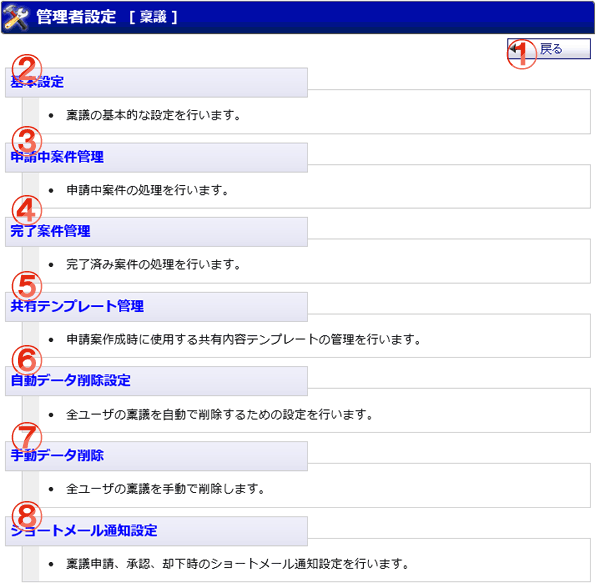 管理者設定 [ 稟議 ]
① 戻る
②
基本設定
• 稟議の基本的な設定を行います。
③
申請中案件管理
• 申請中案件の処理を行います。
④
完了案件管理
• 完了済み案件の処理を行います。
⑤
共有テンプレート管理
• 申請案作成時に使用する共有内容テンプレートの管理を行います。
⑥
自動データ削除設定
• 全ユーザの稟議を自動で削除するための設定を行います。
⑦
手動データ削除
• 全ユーザの稟議を手動で削除します。
⑧
ショートメール通知設定
• 稟議申請、承認、却下時のショートメール通知設定を行います。